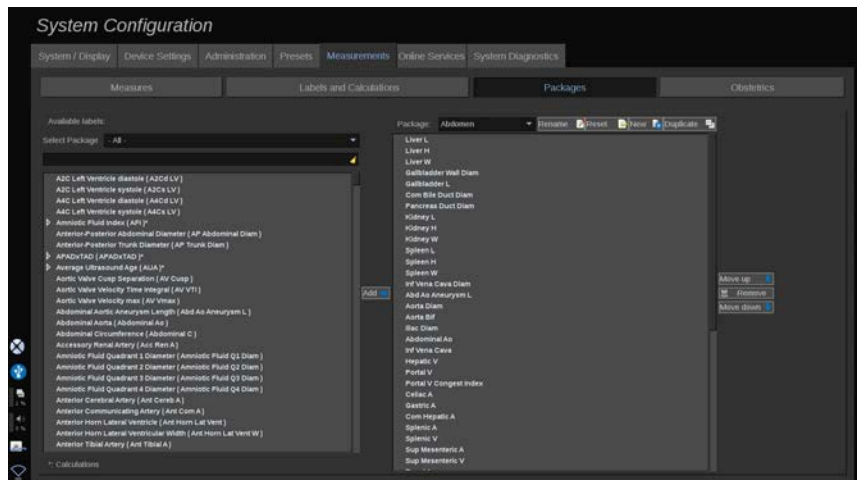 System Configuration
System / Display
Device Settings
Administration
Presets
Measurements
Online Services
System Diagnostics
Measures
Labels and Calculations
Packages
Obstetrics
Available labels:
Select Package - All -
A2C Left Ventricle diastole ( A2Cd LV )
A2C Left Ventricle systole ( A2Cs LV )
A4C Left Ventricle diastole ( A4Cd LV )
A4C Left Ventricle systole ( A4Cs LV )
Amniotic Fluid Index ( AFI )*
Anterior-Posterior Abdominal Diameter ( AP Abdominal Diam )
Anterior-Posterior Trunk Diameter ( AP Trunk Diam )
APADxTAD ( APADxTAD )*
Average Ultrasound Age ( AUA )*
Aortic Valve Cusp Separation ( AV Cusp )
Aortic Valve Velocity Time Integral ( AV VTI )
Aortic Valve Velocity max ( AV Vmax )
Abdominal Aortic Aneurysm Length ( Abd Ao Aneurysm L )
Abdominal Aorta ( Abdominal Ao )
Abdominal Circumference ( Abdominal C )
Accessory Renal Artery ( Acc Ren A )
Amniotic Fluid Quadrant 1 Diameter ( Amniotic Fluid Q1 Diam )
Amniotic Fluid Quadrant 2 Diameter ( Amniotic Fluid Q2 Diam )
Amniotic Fluid Quadrant 3 Diameter ( Amniotic Fluid Q3 Diam )
Amniotic Fluid Quadrant 4 Diameter ( Amniotic Fluid Q4 Diam )
Anterior Cerebral Artery ( Ant Cereb A )
Anterior Communicating Artery ( Ant Com A )
Anterior Horn Lateral Ventricle ( Ant Horn Lat Vent )
Anterior Horn Lateral Ventricular Width ( Ant Horn Lat Vent W )
Anterior Tibial Artery ( Ant Tibial A )
*: Calculations
Add
Package: Abdomen
Rename
Reset
New
Duplicate
Liver L
Liver H
Liver W
Gallbladder Wall Diam
Gallbladder L
Com Bile Duct Diam
Pancreas Duct Diam
Kidney L
Kidney H
Kidney W
Spleen L
Spleen H
Spleen W
Inf Vena Cava Diam
Abd Ao Aneurysm L
Aorta Diam
Aorta Bif
Iliac Diam
Abdominal Ao
Inf Vena Cava
Hepatic V
Portal V
Portal V Congest Index
Celiac A
Gastric A
Com Hepatic A
Splenic A
Splenic V
Sup Mesenteric A
Sup Mesenteric V
Move up
Remove
Move down